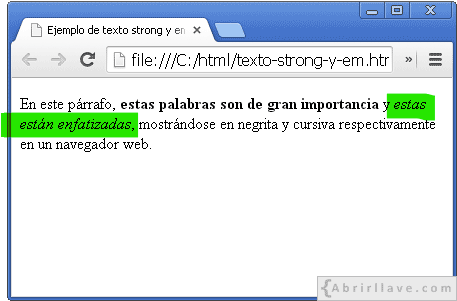 Ejemplo de texto strong y en
file:///C:/html/texto-strong-y-em.htr
En este párrafo, estas palabras son de gran importancia y estas
están enfatizadas, mostrándose en negrita y cursiva respectivamente
en un navegador web.
{Abrirllave.com